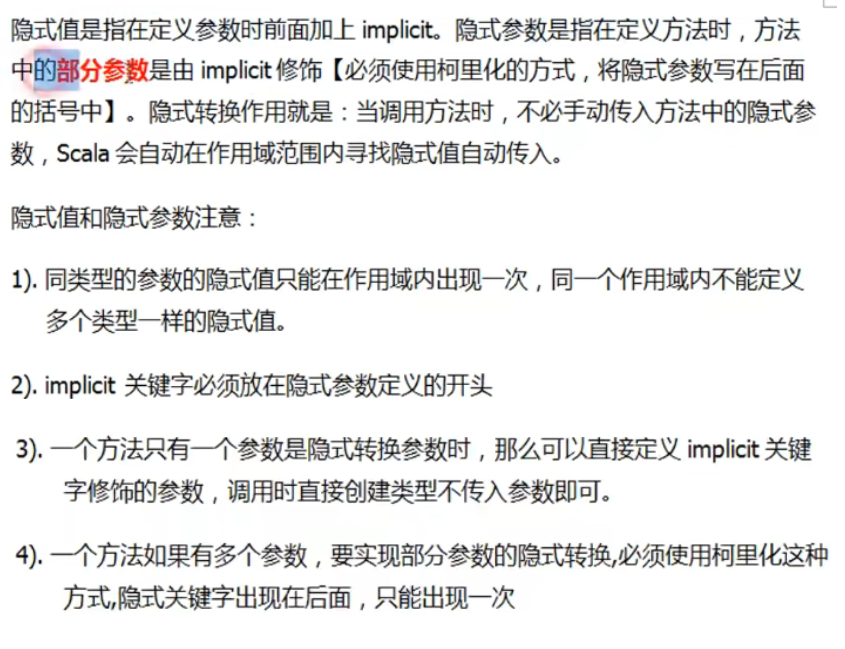 隐式值是指在定义参数时前面加上 implicit。隐式参数是指在定义方法时，方法
中的部分参数是由 implicit 修饰【必须使用柯里化的方式，将隐式参数写在后面
的括号中】。隐式转换作用就是：当调用方法时，不必手动传入方法中的隐式参
数，Scala 会自动在作用域范围内寻找隐式值自动传入。
隐式值和隐式参数注意：
1). 同类型的参数的隐式值只能在作用域内出现一次，同一个作用域内不能定义
多个类型一样的隐式值。
2). implicit 关键字必须放在隐式参数定义的开头
3). 一个方法只有一个参数是隐式转换参数时，那么可以直接定义 implicit 关键
字修饰的参数，调用时直接创建类型不传入参数即可。
4). 一个方法如果有多个参数，要实现部分参数的隐式转换,必须使用柯里化这种
方式,隐式关键字出现在后面，只能出现一次